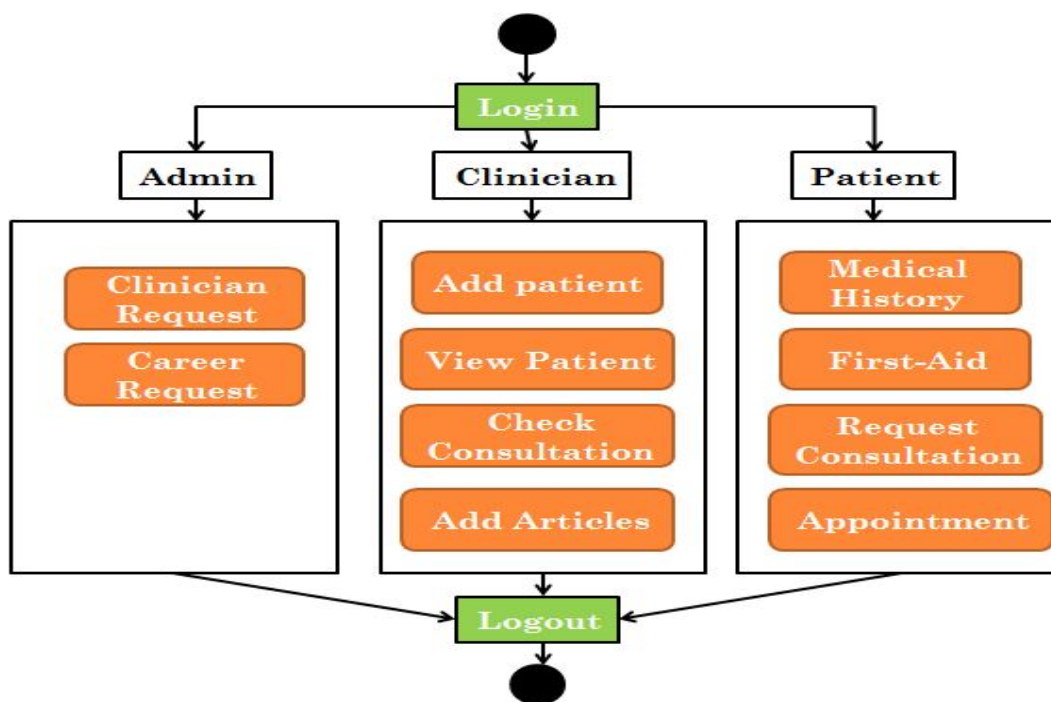 Login
Admin
Clinician
Patient
Clinician
Request
Career
Request
Add patient
View Patient
Check
Consultation
Add Articles
Medical
History
First-Aid
Request
Consultation
Appointment
Logout